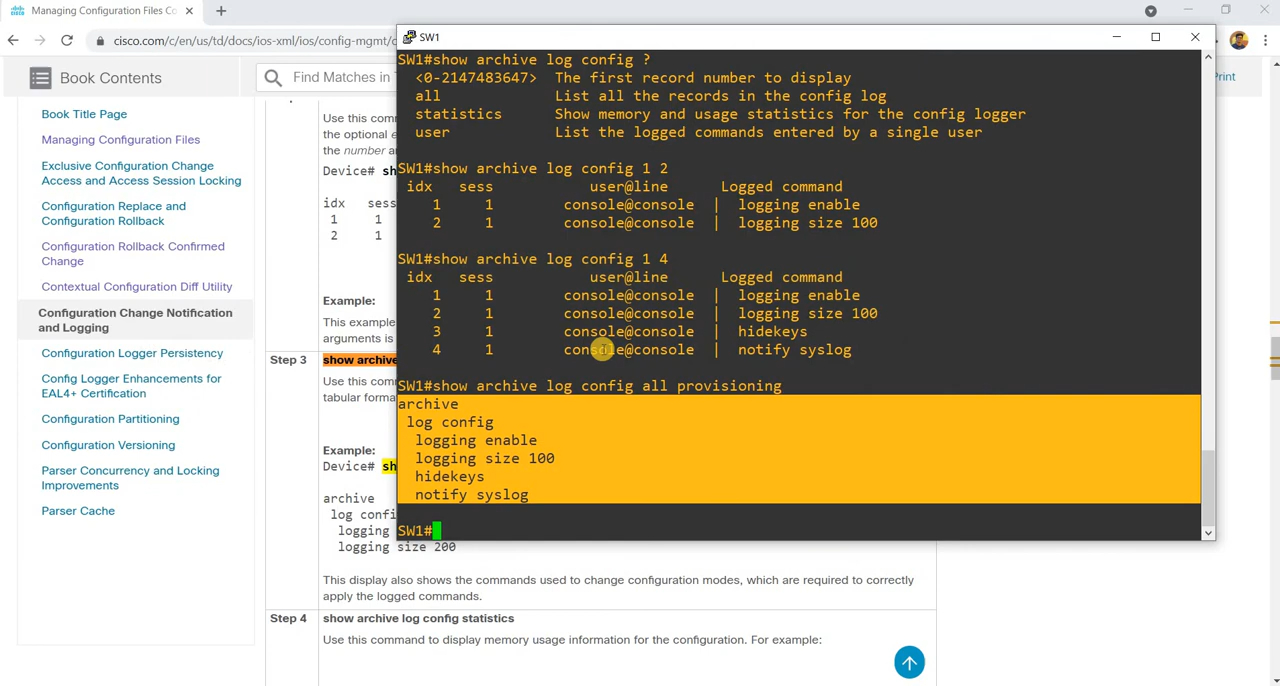 Managing Configuration Files Co
cisco.com/c/en/us/td/docs/ios-xml/ios/config-mgmt/
Book Contents
Find Matches in
Print
Book Title Page
Managing Configuration Files
Exclusive Configuration Change
Access and Access Session Locking
Configuration Replace and
Configuration Rollback
Configuration Rollback Confirmed
Change
Contextual Configuration Diff Utility
Configuration Change Notification
and Logging
Configuration Change Persistency
Config Logger Enhancements for
EAL4+ Certification
Configuration Partitioning
Configuration Versioning
Parser Concurrency and Locking
Improvements
Parser Cache
Use this com
the optional
the number a
Device# sh
idx sess
1 1
2 1
Example:
This example
arguments is
Step 3
show archive
Use this com
tabular forma
Example:
Device# sh
archive
log confi
logging
logging size 200
This display also shows the commands used to change configuration modes, which are required to correctly
apply the logged commands.
Step 4
show archive log config statistics
Use this command to display memory usage information for the configuration. For example:
SW1
SW1#show archive log config ?
<0-2147483647> The first record number to display
all List all the records in the config log
statistics Show memory and usage statistics for the config logger
user List the logged commands entered by a single user
SW1#show archive log config 1 2
idx sess user@line Logged command
1 1 console@console | logging enable
2 1 console@console | logging size 100
SW1#show archive log config 1 4
idx sess user@line Logged command
1 1 console@console | logging enable
2 1 console@console | logging size 100
3 1 console@console | hidekeys
4 1 console@console | notify syslog
SW1#show archive log config all provisioning
archive
log config
logging enable
logging size 100
hidekeys
notify syslog
SW1#